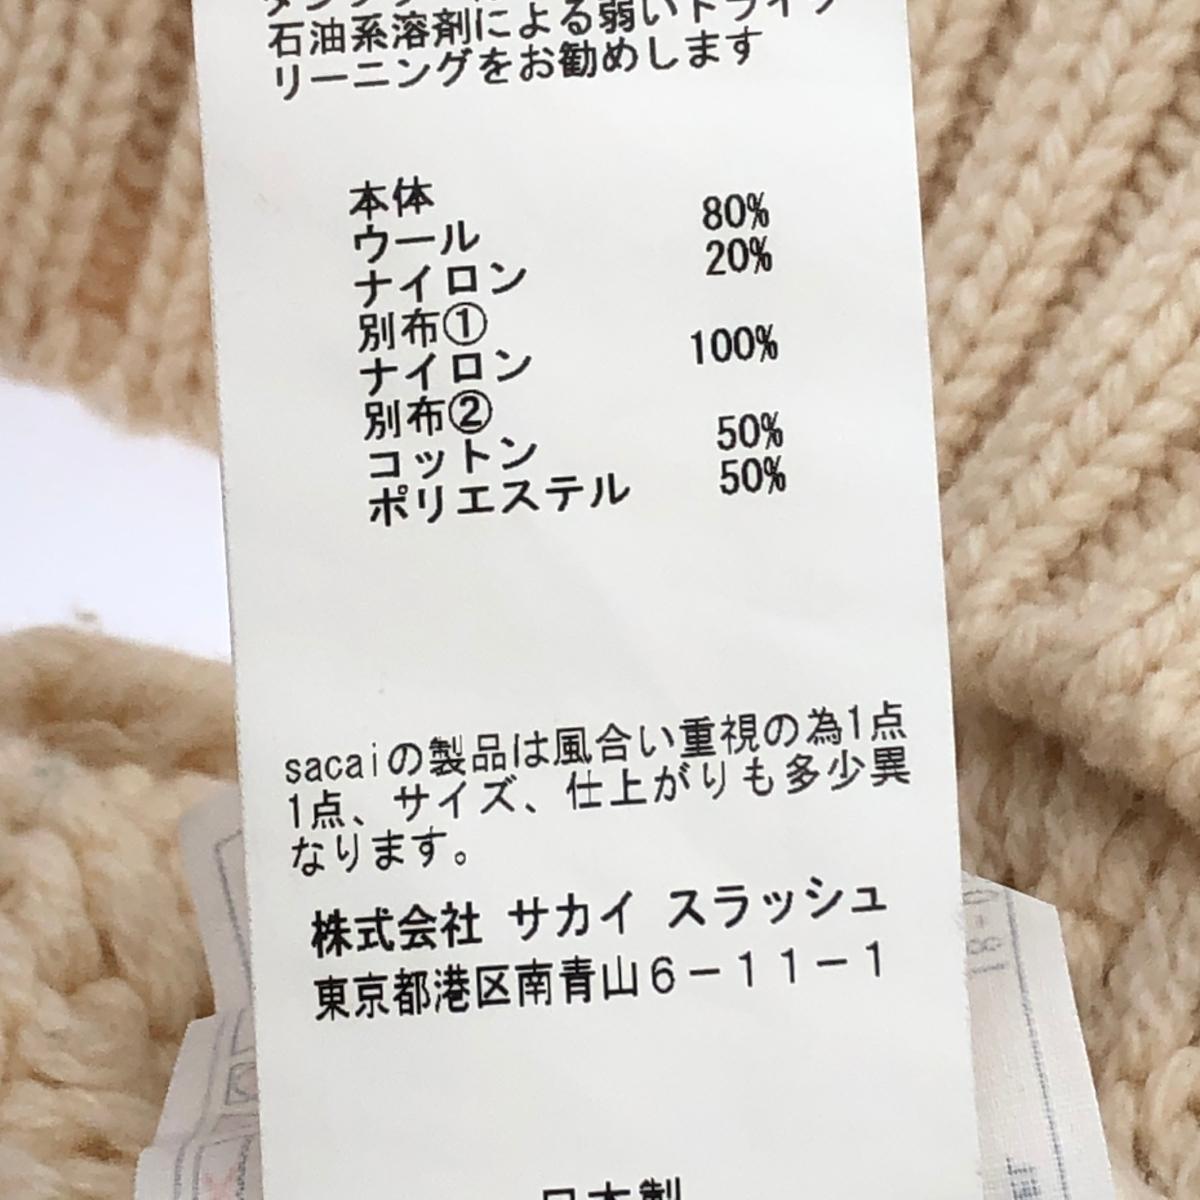 石油系溶剤による弱いドライク
リーニングをお勧めします
本体
ウール 80%
ナイロン 20%
別布①
ナイロン 100%
別布②
コットン 50%
ポリエステル 50%
sacaiの製品は風合い重視の為1点
1点、サイズ、仕上がりも多少異
なります。
株式会社 サカイ スラッシュ
東京都港区南青山6-11-1
日本製